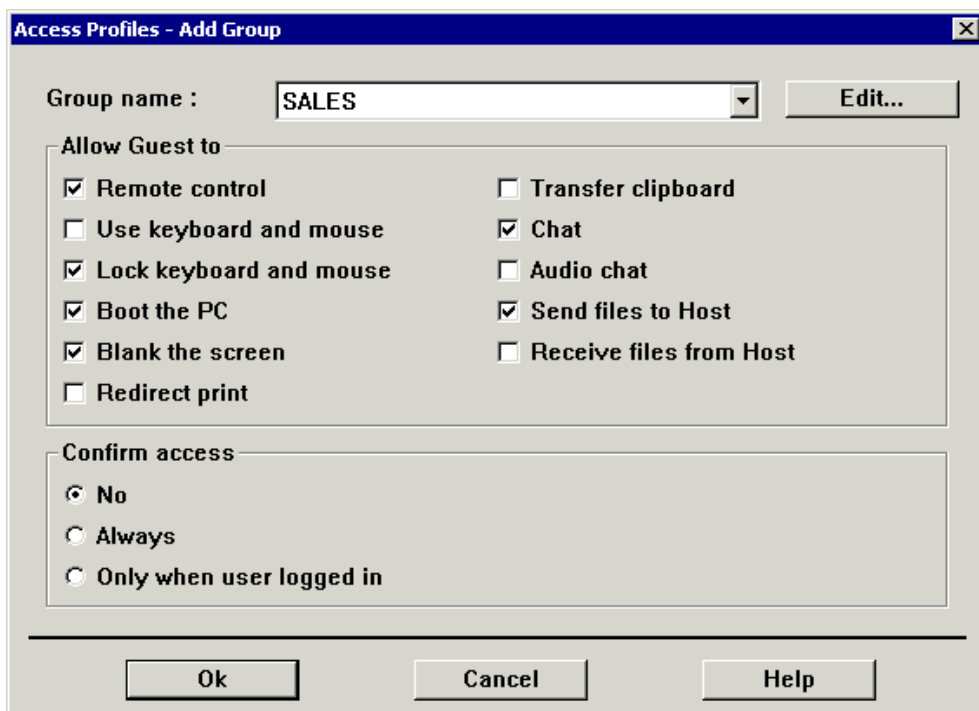 Access Profiles - Add Group
Group name : SALES Edit...
Allow Guest to
Remote control
Use keyboard and mouse
Lock keyboard and mouse
Boot the PC
Blank the screen
Redirect print
Transfer clipboard
Chat
Audio chat
Send files to Host
Receive files from Host
Confirm access
No
Always
Only when user logged in
Ok Cancel Help